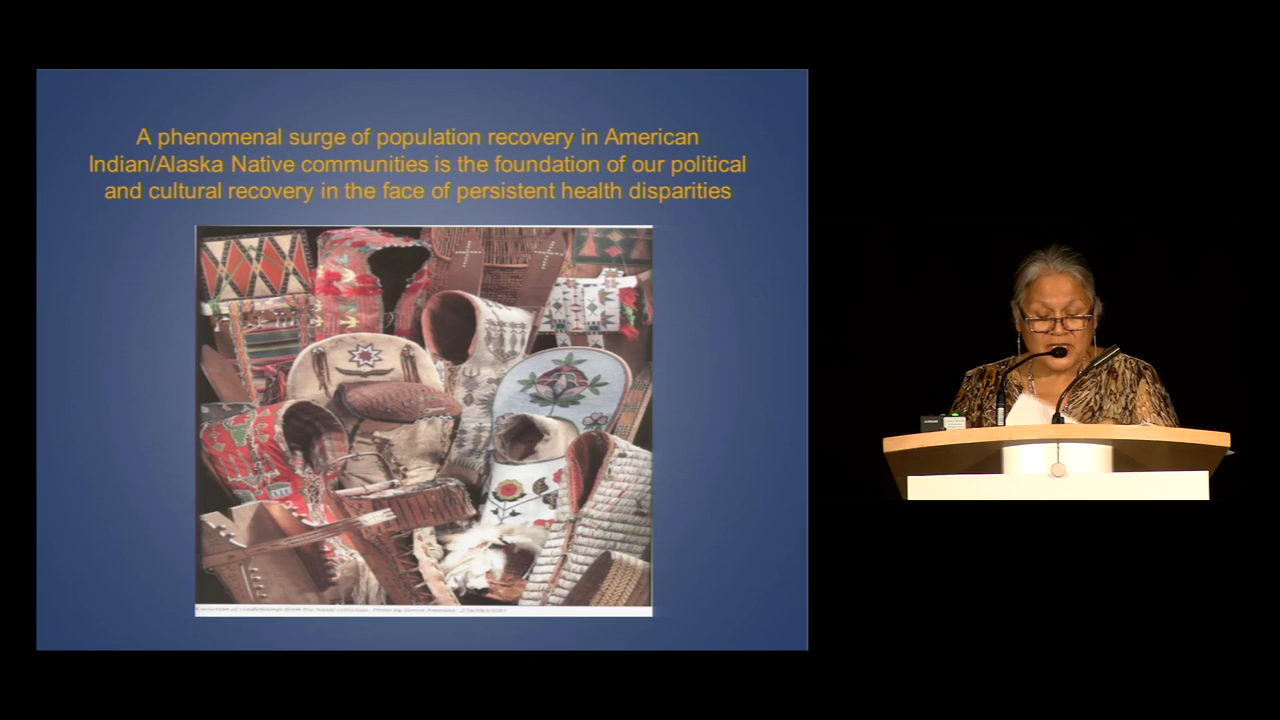 A phenomenal surge of population recovery in American
Indian/Alaska Native communities is the foundation of our political
and cultural recovery in the face of persistent health disparities